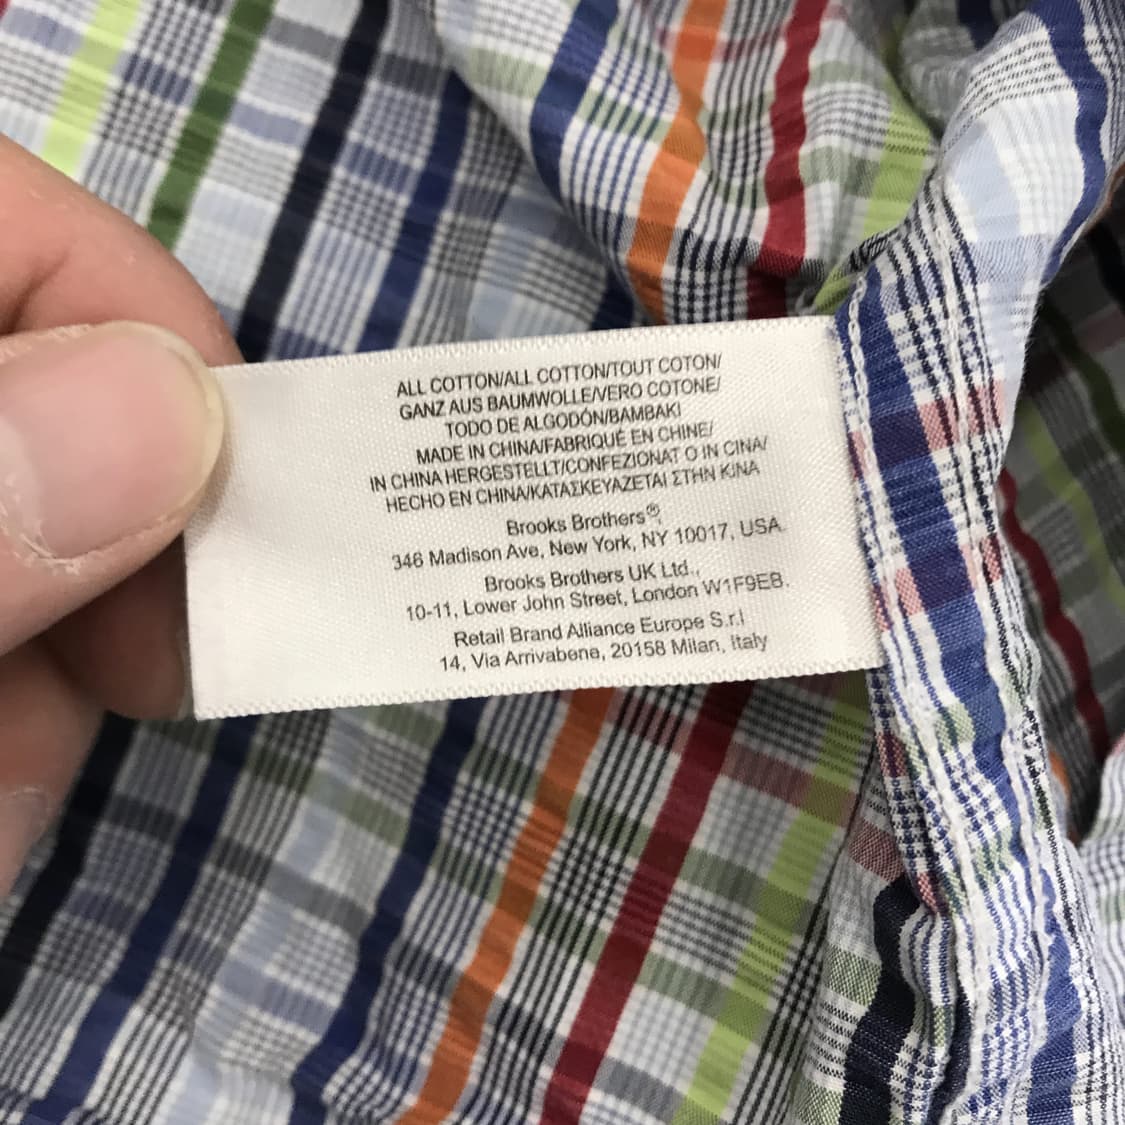 ALL COTTON/ALL COTTON/TOUT COTON/
GANZ AUS BAUMWOLLE/VERO COTONE/
TODO DE ALGODÓN/BAMBAKI
MADE IN CHINA/FABRIQUÉ EN CHINE/
IN CHINA HERGESTELLT/CONFEZIONAT O IN CINA/
HECHO EN CHINA/ΚΑΤΑΣΚΕΥΑΖΕΤΑΙ ΣΤΗΝ ΚΙΝΑ
Brooks Brothers®,
346 Madison Ave, New York, NY 10017, USA.
Brooks Brothers UK Ltd.,
10-11, Lower John Street, London W1F9EB.
Retail Brand Alliance Europe S.r.l
14, Via Arrivabene, 20158 Milan, Italy